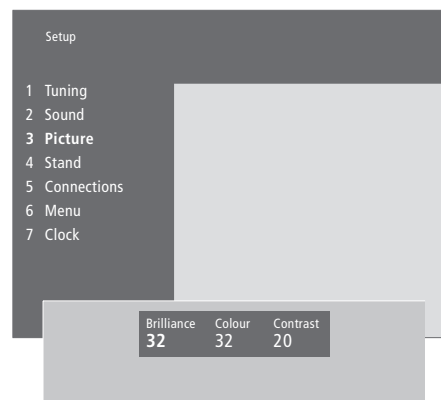 Setup
1 Tuning
2 Sound
3 Picture
4 Stand
5 Connections
6 Menu
7 Clock
Brilliance Colour Contrast
32 32 20